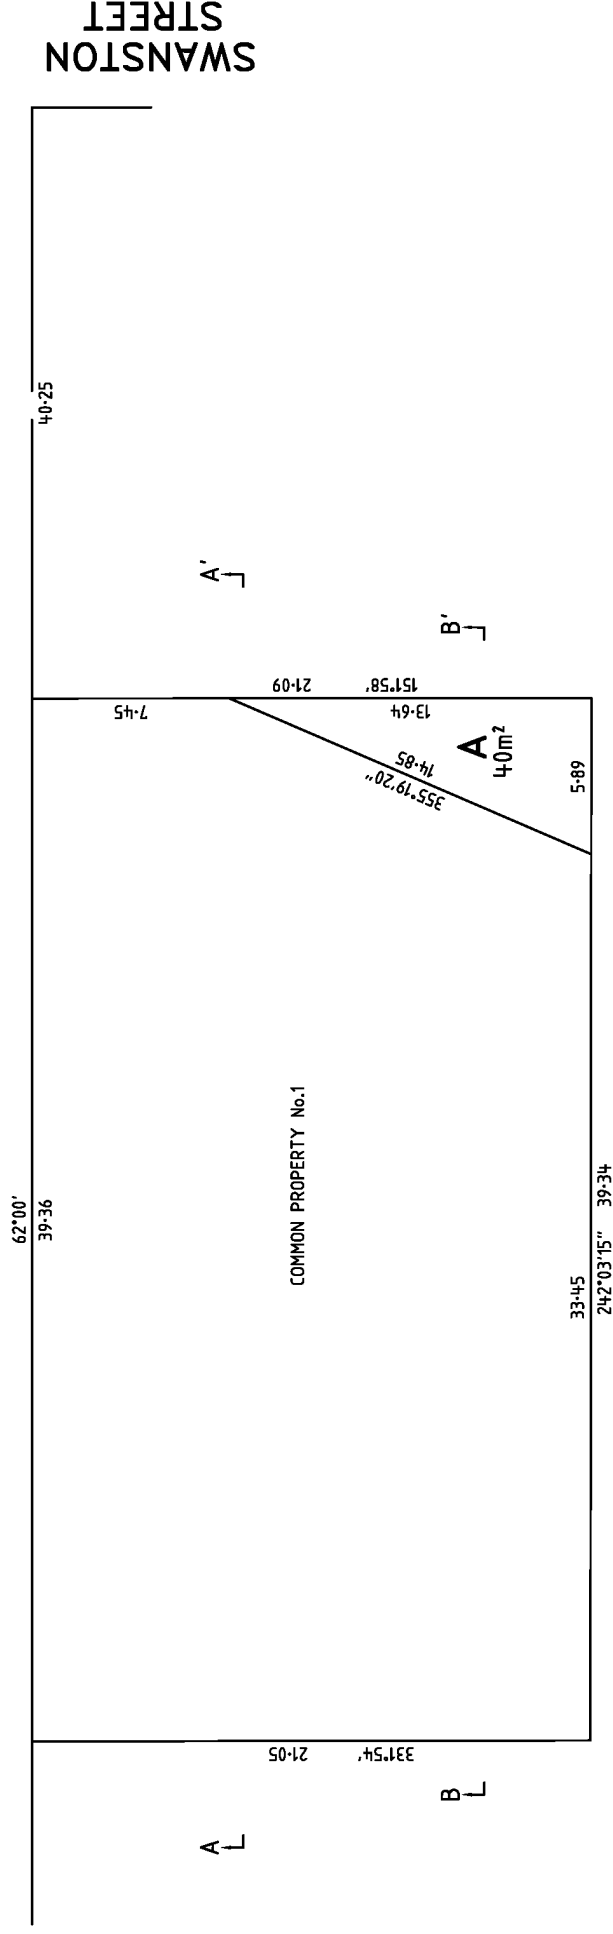 SWANSTON
STREET
40·25
A'
B'
21·09
151°58'
7·45
13·64
14·85
355°19'20"
A
40m²
5·89
COMMON PROPERTY No.1
62°00'
39·36
33·45
242°03'15" 39·34
21·05
331°54'
A
B